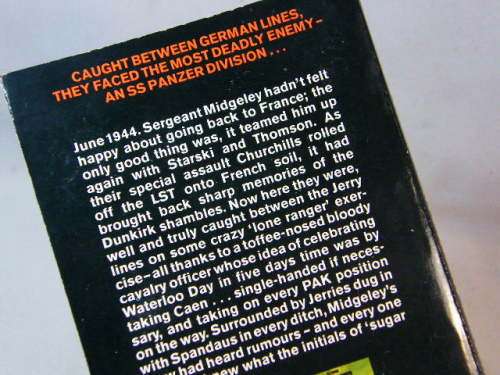 CAUGHT BETWEEN GERMAN LINES,
THEY FACED THE MOST DEADLY ENEMY –
AN SS PANZER DIVISION . . .
June 1944. Sergeant Midgeley hadn't felt
happy about going back to France; the
only good thing was, it teamed him up
again with Starski and Thomson. As
their special assault Churchills rolled
off the LST onto French soil, it had
brought back sharp memories of the
Dunkirk shambles. Now here they were,
well and truly caught between the Jerry
lines on some crazy 'lone ranger' exer-
cise – all thanks to a toffee-nosed bloody
cavalry officer whose idea of celebrating
Waterloo Day in five days time was by
taking Caen . . . single-handed if neces-
sary, and taking on every PAK position
on the way. Surrounded by Jerries dug in
with Spandaus in every ditch, Midgeley's
had heard rumours – and every one
what the initials of 'sugar